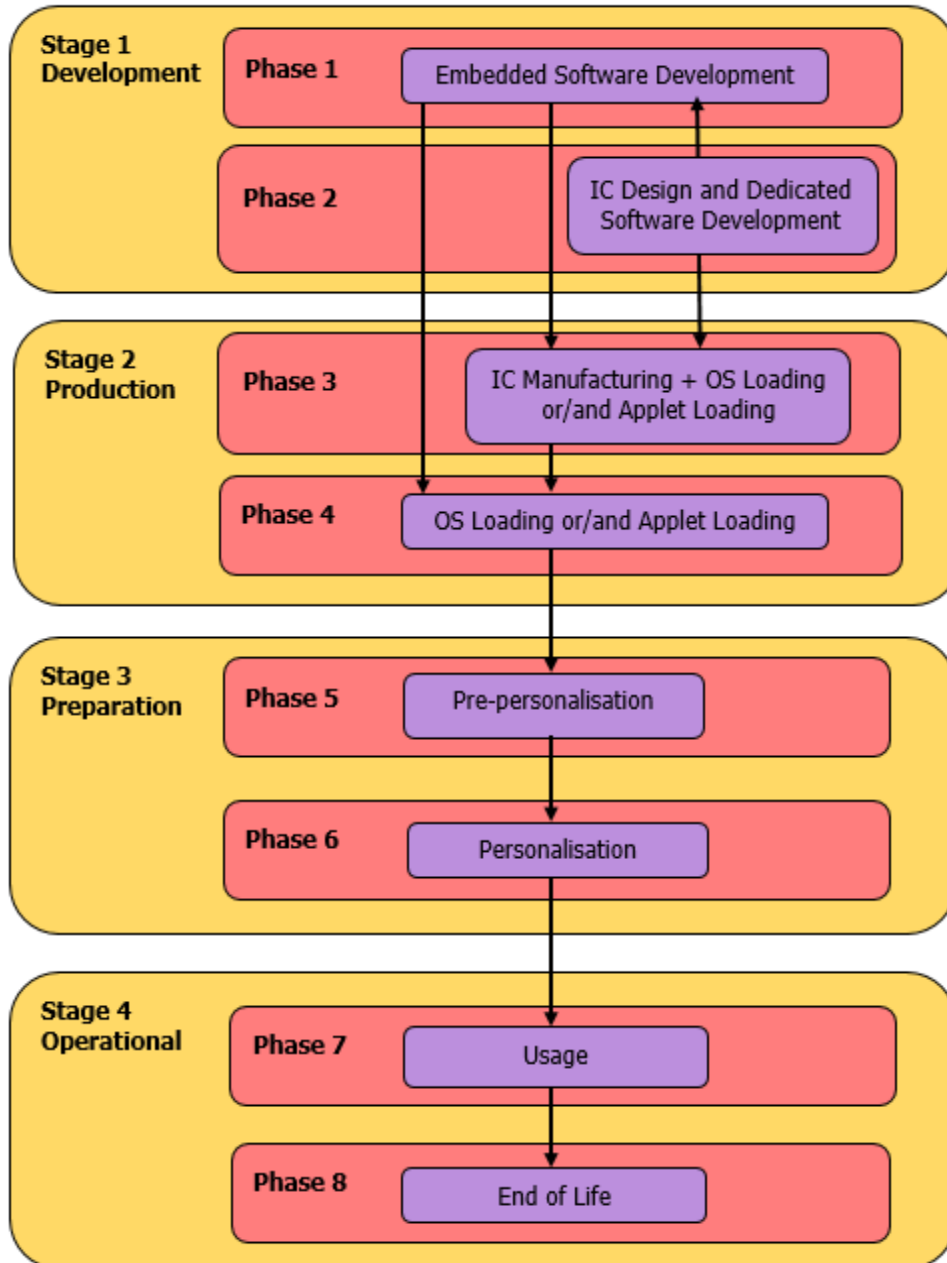 Stage 1
Development
Phase 1
Embedded Software Development
Phase 2
IC Design and Dedicated
Software Development
Stage 2
Production
Phase 3
IC Manufacturing + OS Loading
or/and Applet Loading
Phase 4
OS Loading or/and Applet Loading
Stage 3
Preparation
Phase 5
Pre-personalisation
Phase 6
Personalisation
Stage 4
Operational
Phase 7
Usage
Phase 8
End of Life